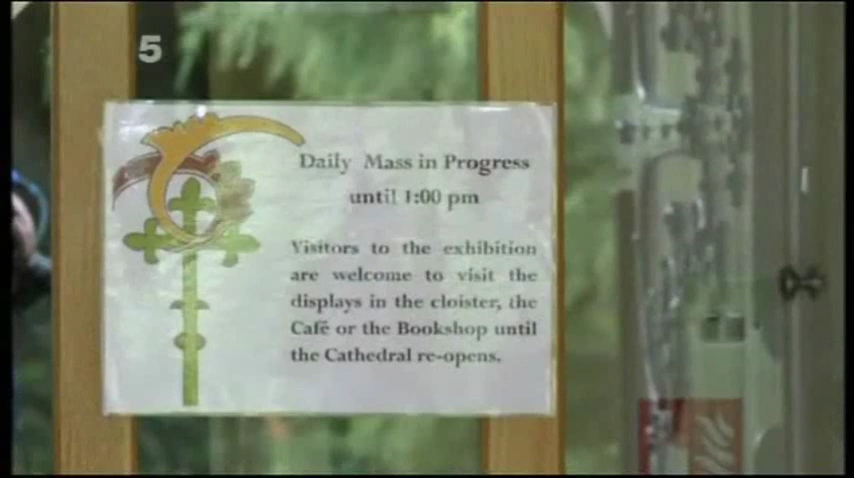 5
Daily Mass in Progress
until 1:00 pm
Visitors to the exhibition
are welcome to visit the
displays in the cloister, the
Café or the Bookshop until
the Cathedral re-opens.